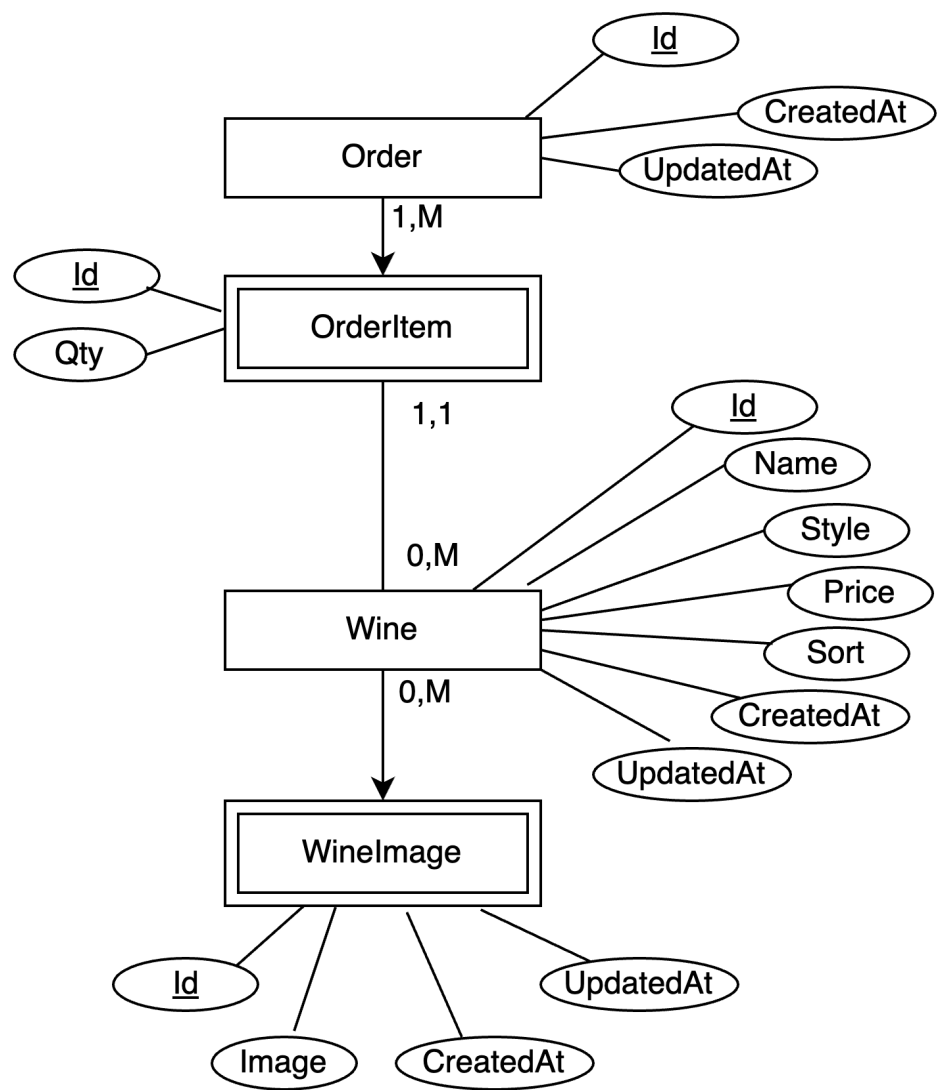 Id
CreatedAt
Order
UpdatedAt
1,M
Id
OrderItem
Qty
1,1
Id
Name
Style
0,M
Price
Wine
Sort
0,M
CreatedAt
UpdatedAt
WineImage
Id
UpdatedAt
Image
CreatedAt